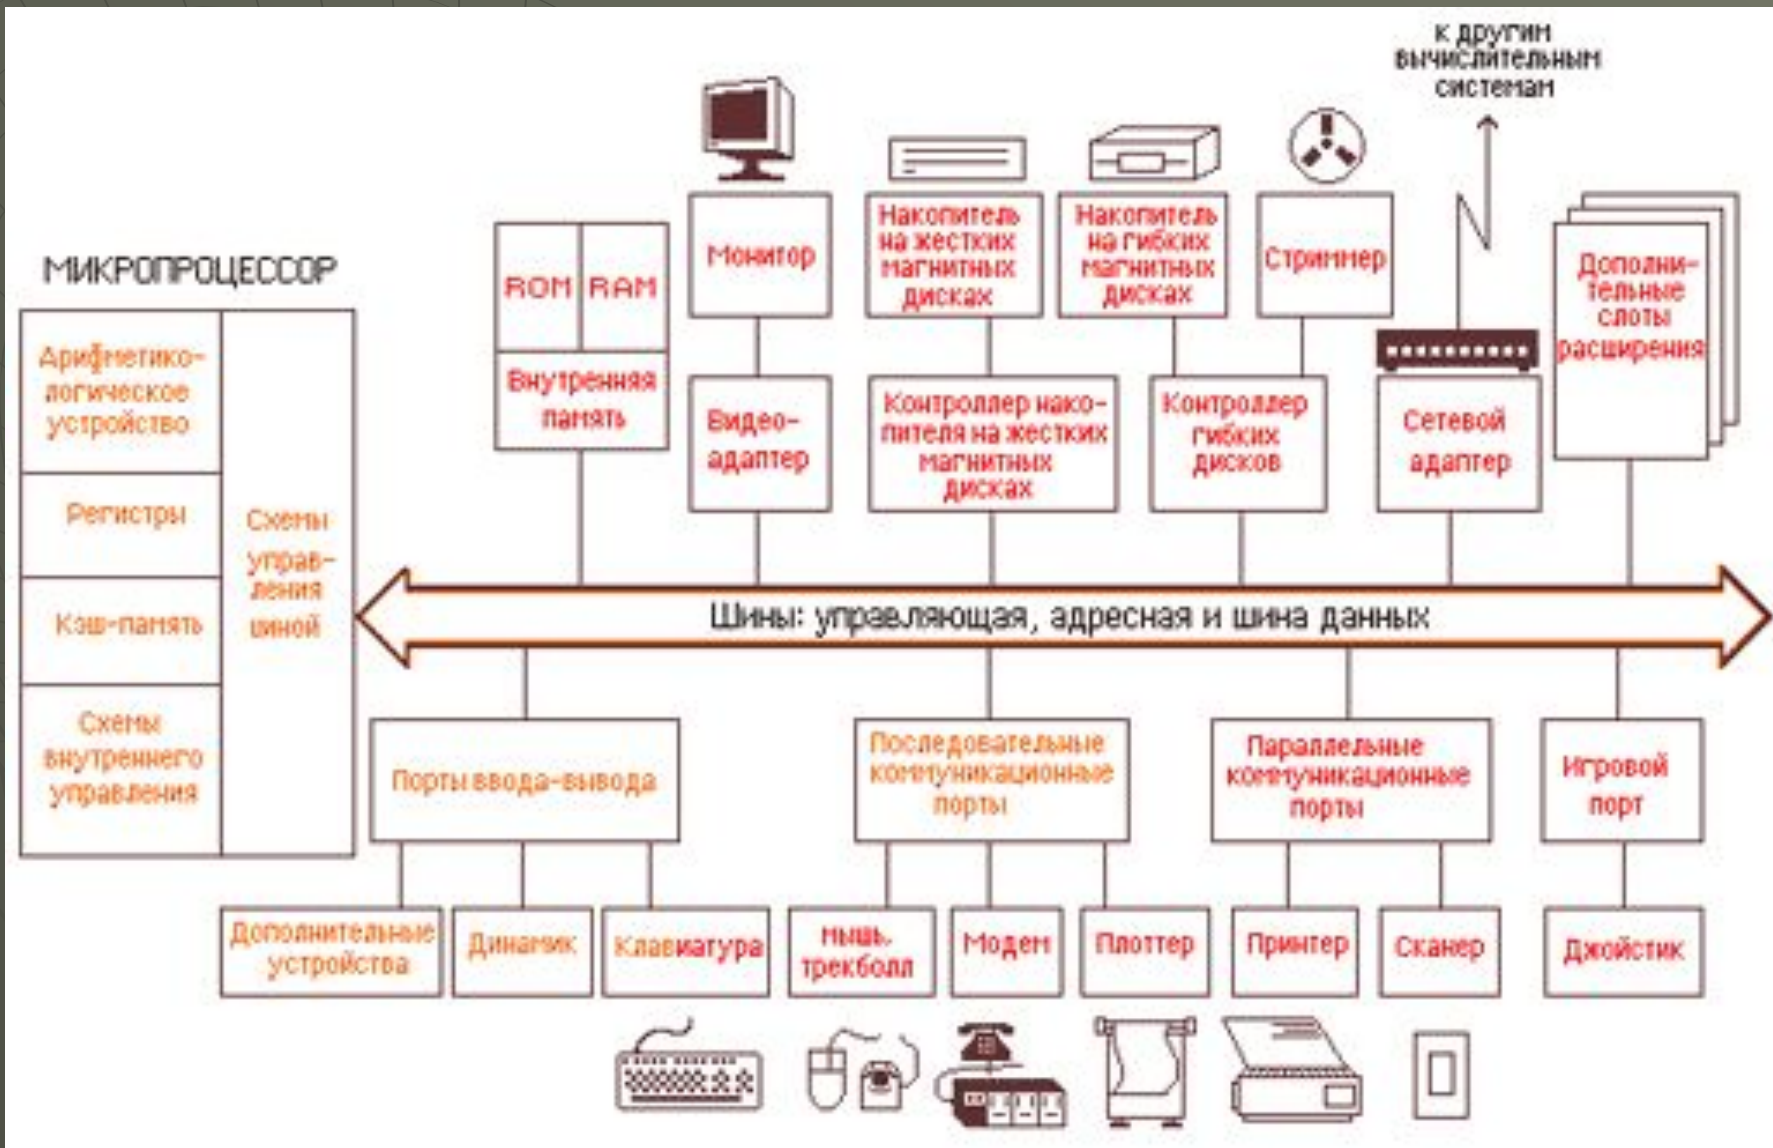 к другим
вычислительным
системам
МИКРОПРОЦЕССОР
Арифметико-
логическое
устройство
Регистры
Кэш-память
Схемы
внутреннего
управления
Схемы
управ-
ления
шиной
ROM
RAM
Внутренняя
память
Монитор
Видео-
адаптер
Накопитель
на жестких
магнитных
дисках
Контроллер нако-
пителя на жестких
магнитных
дисках
Накопитель
на гибких
магнитных
дисках
Стриммер
Контроллер
гибких
дисков
Сетевой
адаптер
Дополни-
тельные
слоты
расширения
Шины: управляющая, адресная и шина данных
Порты ввода-вывода
Последовательные
коммуникационные
порты
Параллельные
коммуникационные
порты
Игровой
порт
Дополнительные
устройства
Динамик
Клавиатура
мышь,
трекболл
Модем
Плоттер
Принтер
Сканер
Джойстик